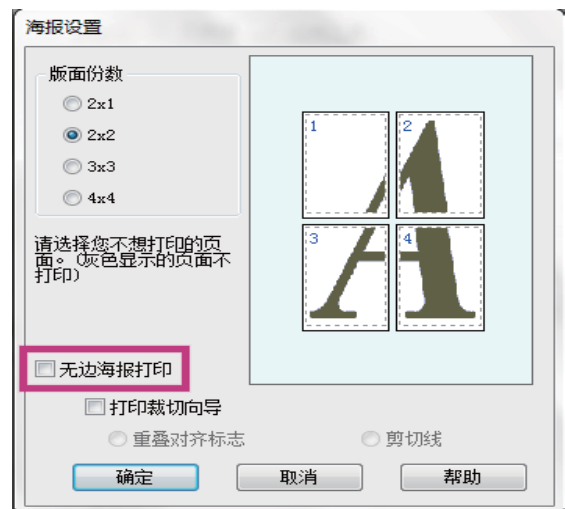 海报设置
版面份数
2x1
2x2
3x3
4x4
1
2
3
4
请选择您不想打印的页
面。(灰色显示的页面不
打印)
无边海报打印
打印裁切向导
重叠对齐标志
剪切线
确定
取消
帮助